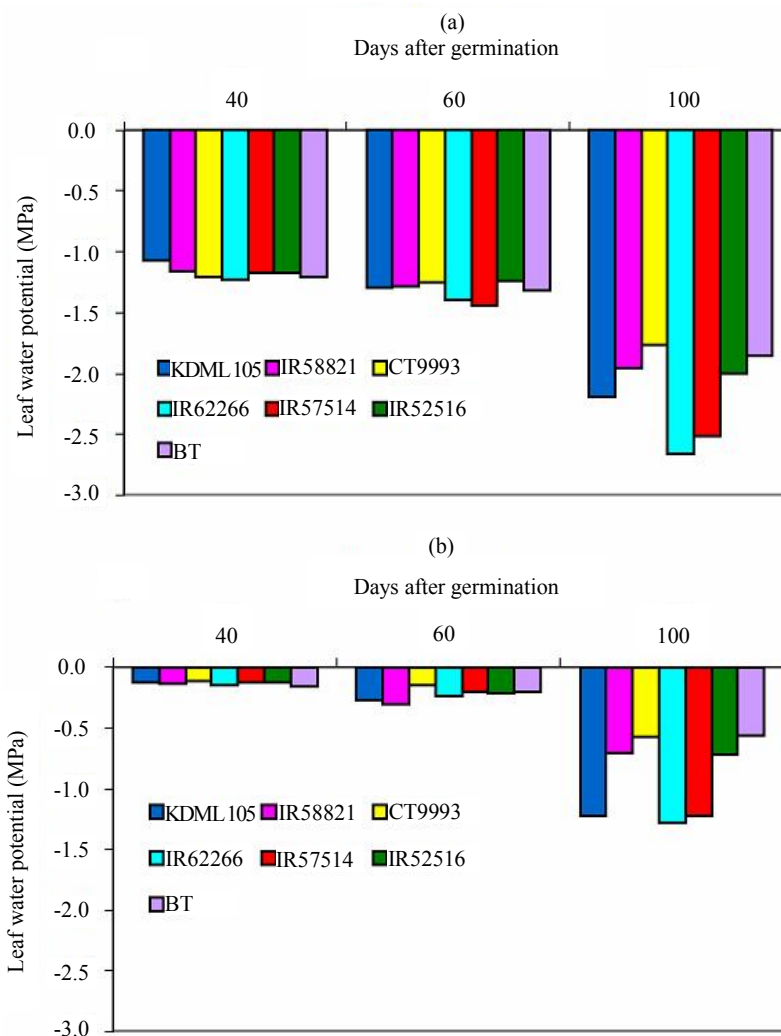 (a)
Days after germination
40 60 100
0.0
-0.5
-1.0
-1.5
-2.0
-2.5
-3.0
Leaf water potential (MPa)
KDML105 IR58821 CT9993
IR62266 IR57514 IR52516
BT
(b)
Days after germination
40 60 100
0.0
-0.5
-1.0
-1.5
-2.0
-2.5
-3.0
Leaf water potential (MPa)
KDML105 IR58821 CT9993
IR62266 IR57514 IR52516
BT